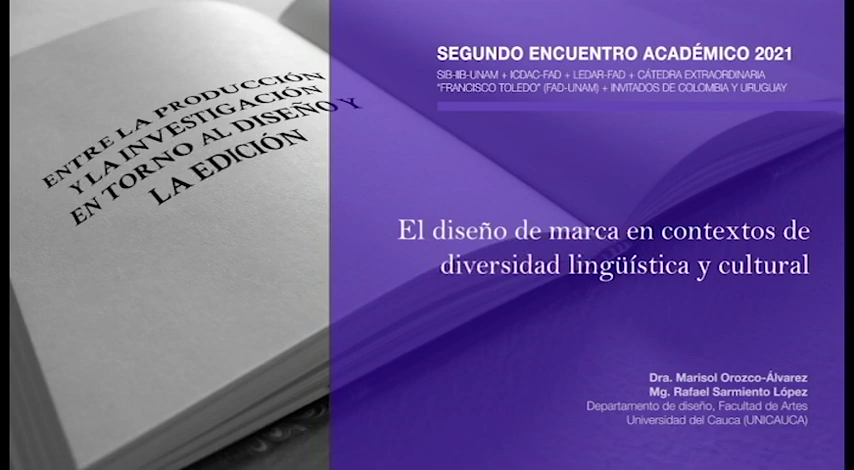 ENTRE LA PRODUCCIÓN
Y LA INVESTIGACIÓN
EN TORNO AL DISEÑO Y
LA EDICIÓN
SEGUNDO ENCUENTRO ACADÉMICO 2021
SIB-IIB-UNAM + ICDAC-FAD + LEDAR-FAD + CÁTEDRA EXTRAORDINARIA
"FRANCISCO TOLEDO" (FAD-UNAM) + INVITADOS DE COLOMBIA Y URUGUAY
El diseño de marca en contextos de
diversidad lingüística y cultural
Dra. Marisol Orozco-Álvarez
Mg. Rafael Sarmiento López
Departamento de diseño, Facultad de Artes
Universidad del Cauca (UNICAUCA)